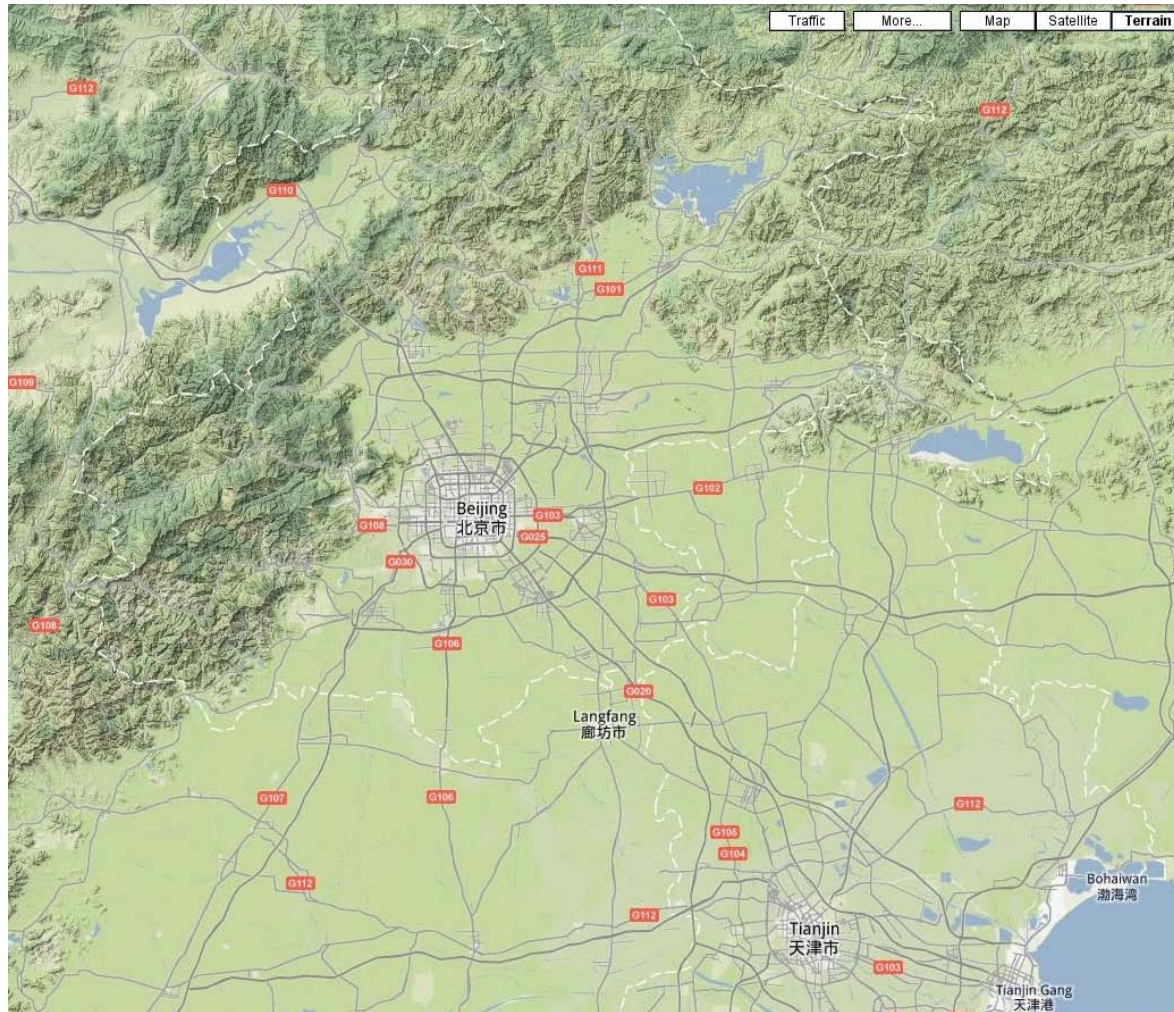 Traffic
More...
Map
Satellite
Terrain
G112
G112
G110
G111
G101
G109
G102
Beijing
北京市
G103
G108
G025
G030
G103
G108
G106
G020
Langfang
廊坊市
G107
G106
G112
G105
G104
G112
Bohaiwan
渤海湾
G112
Tianjin
天津市
G103
Tianjin Gang
天津港